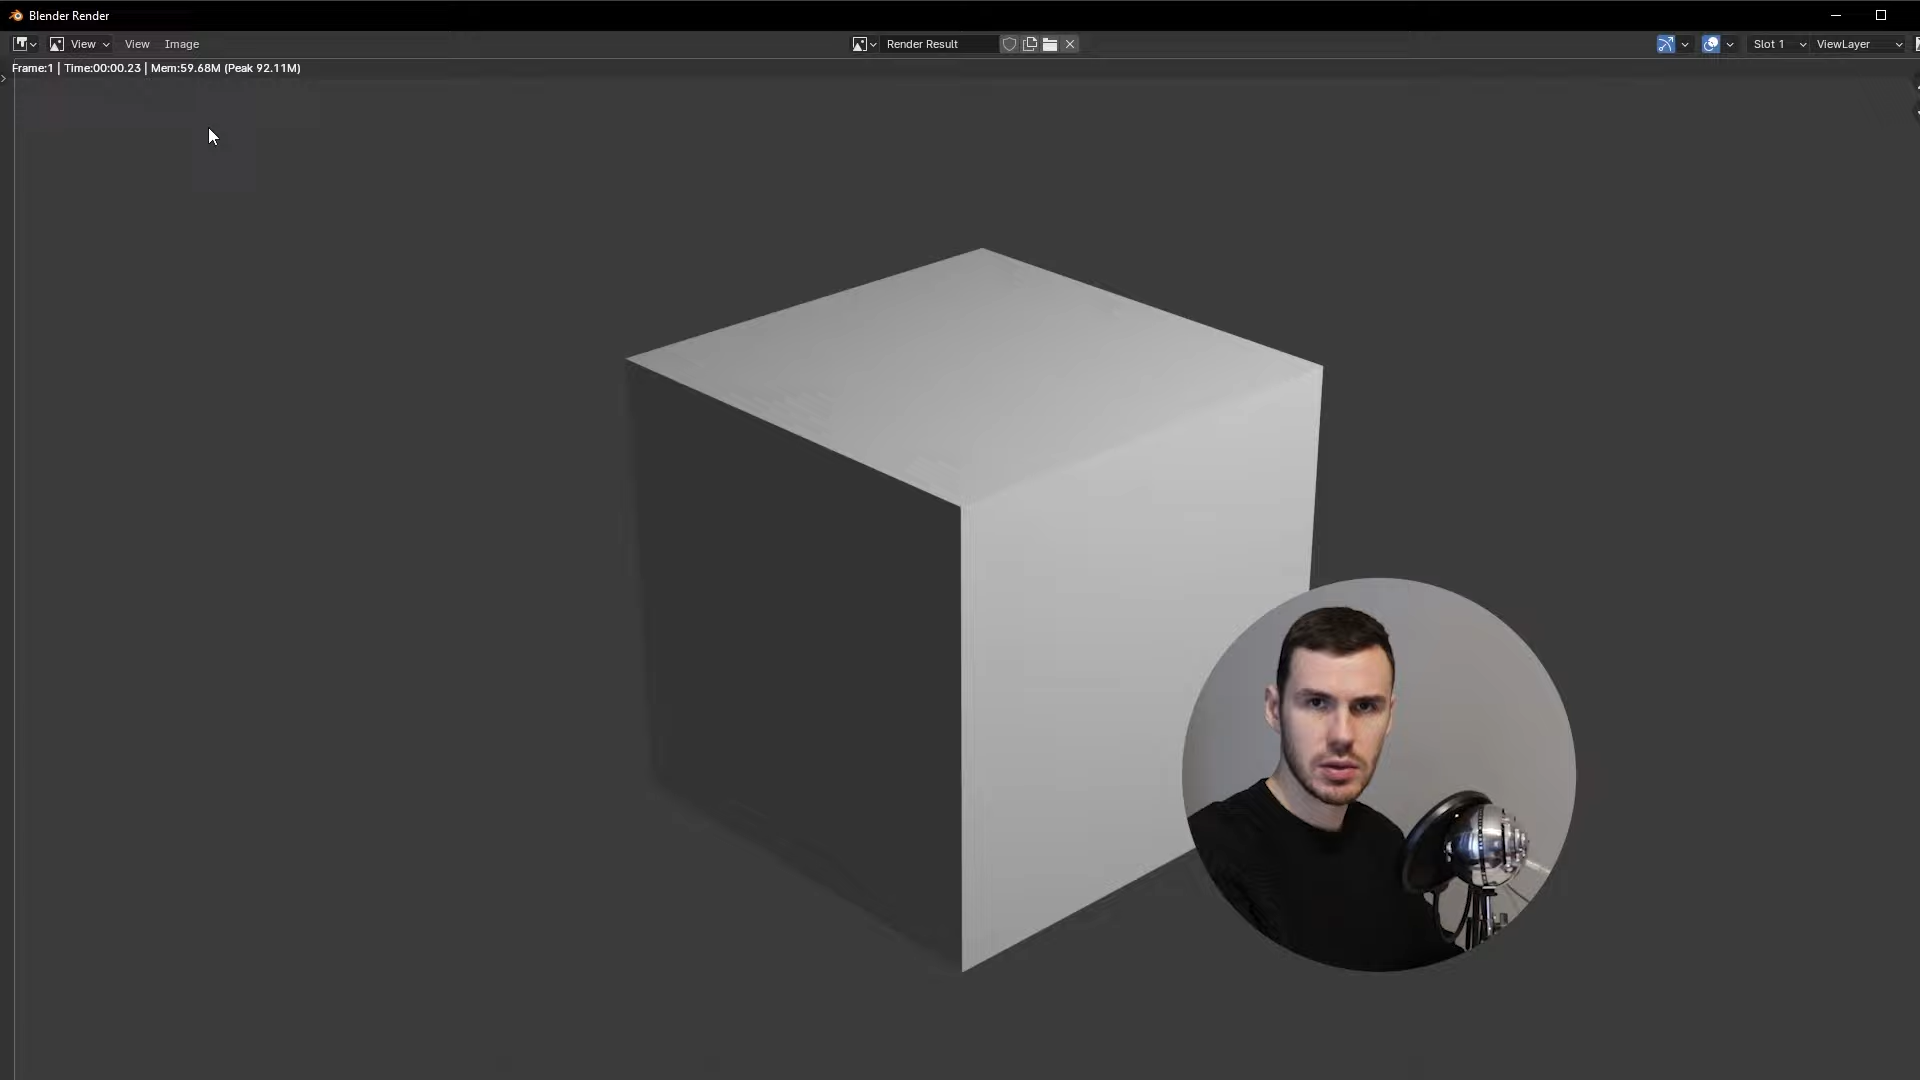 Blender Render
View View Image Render Result Slot 1 ViewLayer
Frame:1 | Time:00:00.23 | Mem:59.68M (Peak 92.11M)